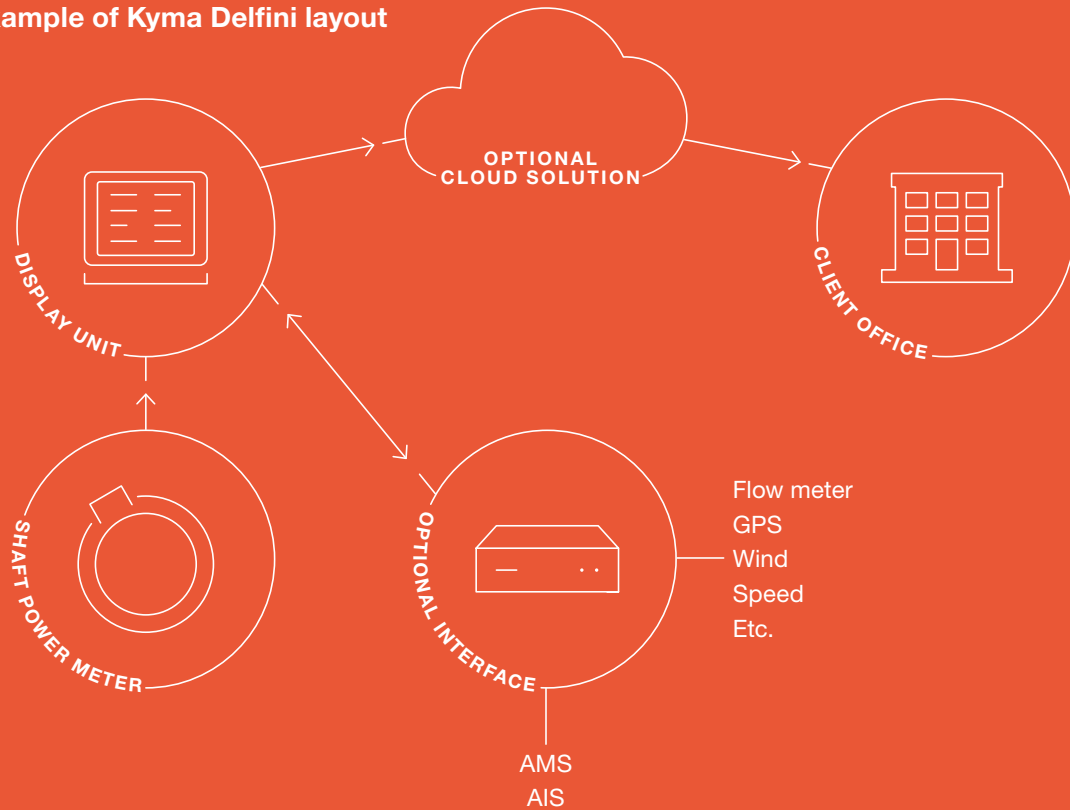 ample of Kyma Delfini layout
OPTIONAL
CLOUD SOLUTION
DISPLAY UNIT
CLIENT OFFICE
SHAFT POWER METER
OPTIONAL INTERFACE
Flow meter
GPS
Wind
Speed
Etc.
AMS
AIS